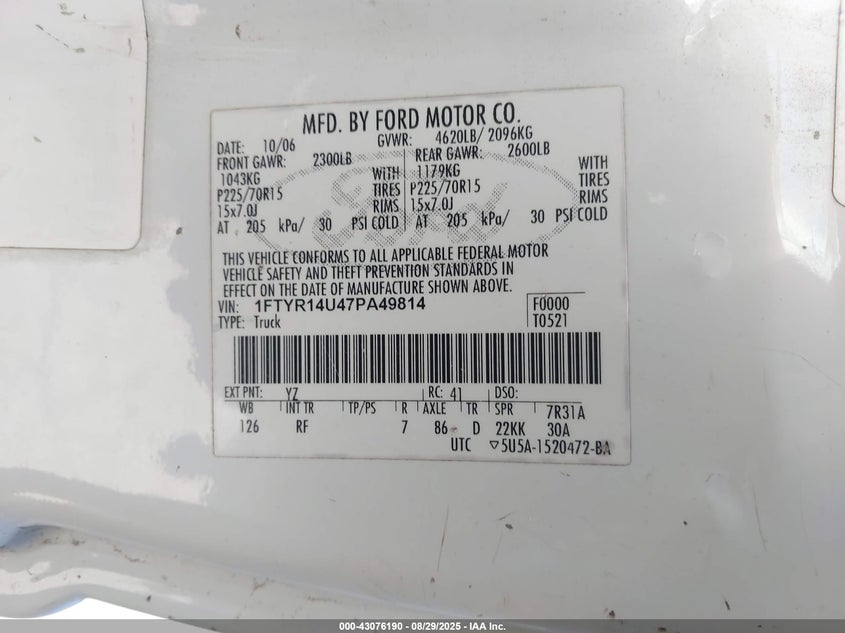 MFD. BY FORD MOTOR CO.
DATE: 10/06 GVWR: 4620LB/ 2096KG
FRONT GAWR: 2300LB REAR GAWR: 2600LB
1043KG WITH 1179KG WITH
P225/70R15 TIRES P225/70R15 TIRES
15x7.0J RIMS 15x7.0J RIMS
AT 205 kPa/ 30 PSI COLD AT 205 kPa/ 30 PSI COLD
THIS VEHICLE CONFORMS TO ALL APPLICABLE FEDERAL MOTOR
VEHICLE SAFETY AND THEFT PREVENTION STANDARDS IN
EFFECT ON THE DATE OF MANUFACTURE SHOWN ABOVE.
VIN: 1FTYR14U47PA49814 F0000
TYPE: Truck T0521
EXT PNT: YZ RC: 41 DSO:
WB INT TR TP/PS R AXLE TR SPR 7R31A
126 RF 7 86 D 22KK 30A
UTC ▽5U5A-1520472-BA
Ford
000-43076190 - 08/29/2025 - IAA Inc.